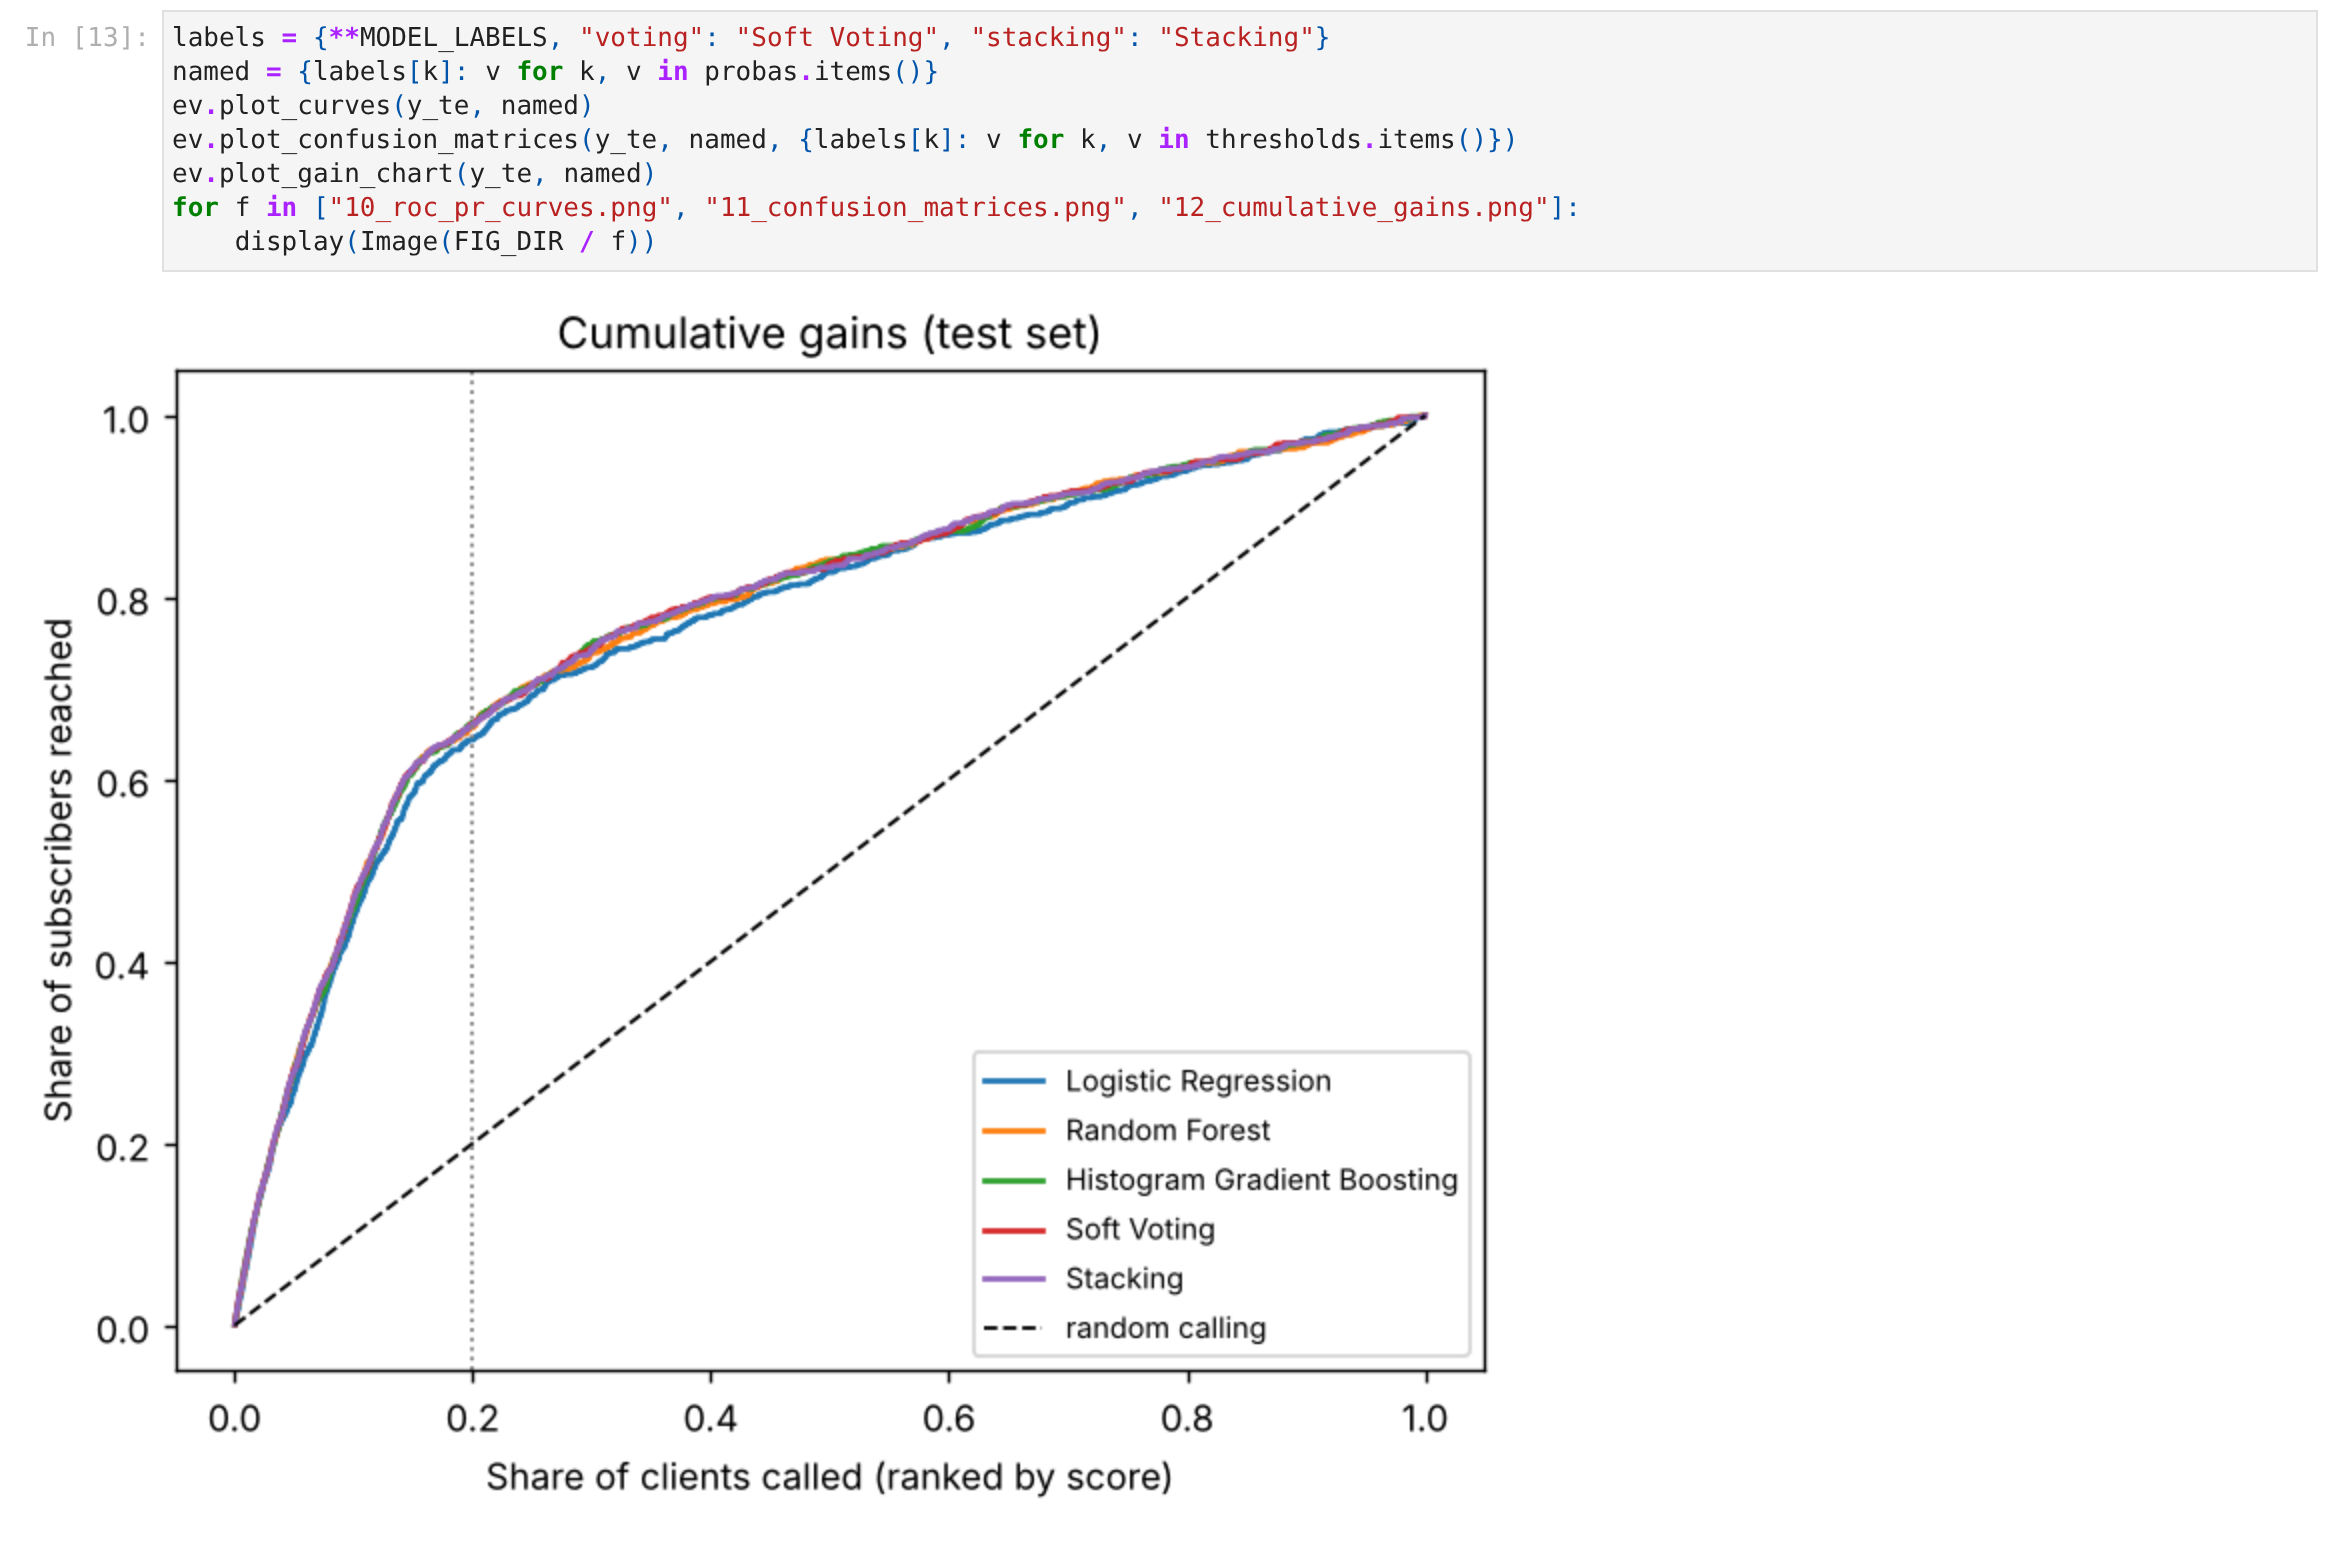 In [13]:
labels = {**MODEL_LABELS, "voting": "Soft Voting", "stacking": "Stacking"}
named = {labels[k]: v for k, v in probas.items()}
ev.plot_curves(y_te, named)
ev.plot_confusion_matrices(y_te, named, {labels[k]: v for k, v in thresholds.items()})
ev.plot_gain_chart(y_te, named)
for f in ["10_roc_pr_curves.png", "11_confusion_matrices.png", "12_cumulative_gains.png"]:
    display(Image(FIG_DIR / f))
Cumulative gains (test set)
Share of subscribers reached
1.0
0.8
0.6
0.4
0.2
0.0
Logistic Regression
Random Forest
Histogram Gradient Boosting
Soft Voting
Stacking
random calling
0.0 0.2 0.4 0.6 0.8 1.0
Share of clients called (ranked by score)